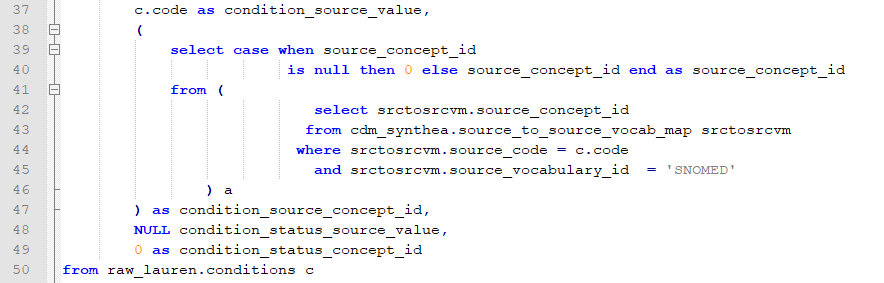 37 c.code as condition_source_value,
38 (
39 select case when source_concept_id
40 is null then 0 else source_concept_id end as source_concept_id
41 from (
42 select srctosrcvm.source_concept_id
43 from cdm_synthea.source_to_source_vocab_map srctosrcvm
44 where srctosrcvm.source_code = c.code
45 and srctosrcvm.source_vocabulary_id  = 'SNOMED'
46 ) a
47 ) as condition_source_concept_id,
48 NULL condition_status_source_value,
49 0 as condition_status_concept_id
50 from raw_lauren.conditions c